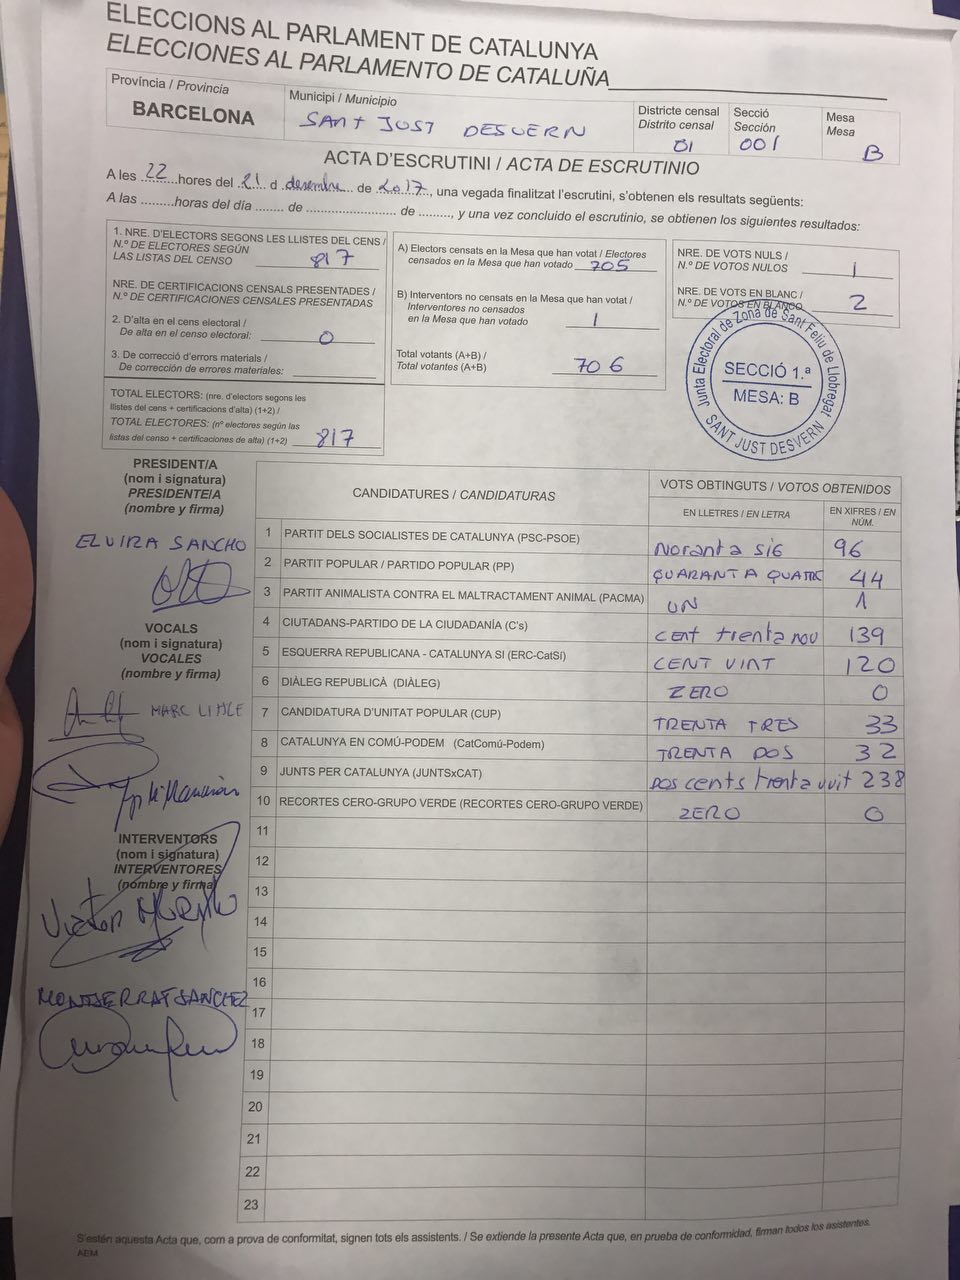 ELECCIONS AL PARLAMENT DE CATALUNYA
ELECCIONES AL PARLAMENTO DE CATALUÑA
Província / Provincia
BARCELONA
Municipi / Municipio
SANT JUST DESVERN
Districte censal
Distrito censal
01
Secció
Sección
001
Mesa
Mesa
B
ACTA D'ESCRUTINI / ACTA DE ESCRUTINIO
A les 22 hores del 21 d desembre de 2017, una vegada finalitzat l'escrutini, s'obtenen els resultats següents:
A las .........horas del día ........ de ........................... de ........., y una vez concluido el escrutinio, se obtienen los siguientes resultados:
1. NRE. D'ELECTORS SEGONS LES LLISTES DEL CENS /
N.º DE ELECTORES SEGÚN
LAS LISTAS DEL CENSO 817
NRE. DE CERTIFICACIONS CENSALS PRESENTADES /
N.º DE CERTIFICACIONES CENSALES PRESENTADAS
2. D'alta en el cens electoral /
De alta en el censo electoral: 0
3. De correcció d'errors materials /
De corrección de errores materiales:
TOTAL ELECTORS: (nre. d'electors segons les
llistes del cens + certificacions d'alta) (1+2) /
TOTAL ELECTORES: (nº electores según las
listas del censo + certificaciones de alta) (1+2) 817
A) Electors censats en la Mesa que han votat / Electores
censados en la Mesa que han votado 705
B) Interventors no censats en la Mesa que han votat /
Interventores no censados
en la Mesa que han votado 1
Total votants (A+B) /
Total votantes (A+B) 706
NRE. DE VOTS NULS /
N.º DE VOTOS NULOS 1
NRE. DE VOTS EN BLANC /
N.º DE VOTOS EN BLANCO 2
Junta Electoral de Zona de Sant Feliu de Llobregat
SECCIÓ 1.ª
MESA: B
SANT JUST DESVERN
PRESIDENT/A
(nom i signatura)
PRESIDENTE/A
(nombre y firma)
ELVIRA SANCHO
VOCALS
(nom i signatura)
VOCALES
(nombre y firma)
MARC
INTERVENTORS
(nom i signatura)
INTERVENTORES
(nombre y firma)
MONTSERRAT SANCHEZ
CANDIDATURES / CANDIDATURAS
VOTS OBTINGUTS / VOTOS OBTENIDOS
EN LLETRES / EN LETRA
EN XIFRES / EN NÚM.
1 PARTIT DELS SOCIALISTES DE CATALUNYA (PSC-PSOE) Noranta sis 96
2 PARTIT POPULAR / PARTIDO POPULAR (PP) QUARANTA QUATRE 44
3 PARTIT ANIMALISTA CONTRA EL MALTRACTAMENT ANIMAL (PACMA) UN 1
4 CIUTADANS-PARTIDO DE LA CIUDADANÍA (C's) cent trenta nou 139
5 ESQUERRA REPUBLICANA - CATALUNYA SI (ERC-CatSí) CENT VINT 120
6 DIÀLEG REPUBLICÀ (DIÀLEG) ZERO 0
7 CANDIDATURA D'UNITAT POPULAR (CUP) TRENTA TRES 33
8 CATALUNYA EN COMÚ-PODEM (CatComú-Podem) TRENTA DOS 32
9 JUNTS PER CATALUNYA (JUNTSxCAT) Dos cents trenta vuit 238
10 RECORTES CERO-GRUPO VERDE (RECORTES CERO-GRUPO VERDE) ZERO 0
11
12
13
14
15
16
17
18
19
20
21
22
23
S'estén aquesta Acta que, com a prova de conformitat, signen tots els assistents. / Se extiende la presente Acta que, en prueba de conformidad, firman todos los asistentes.
AEM